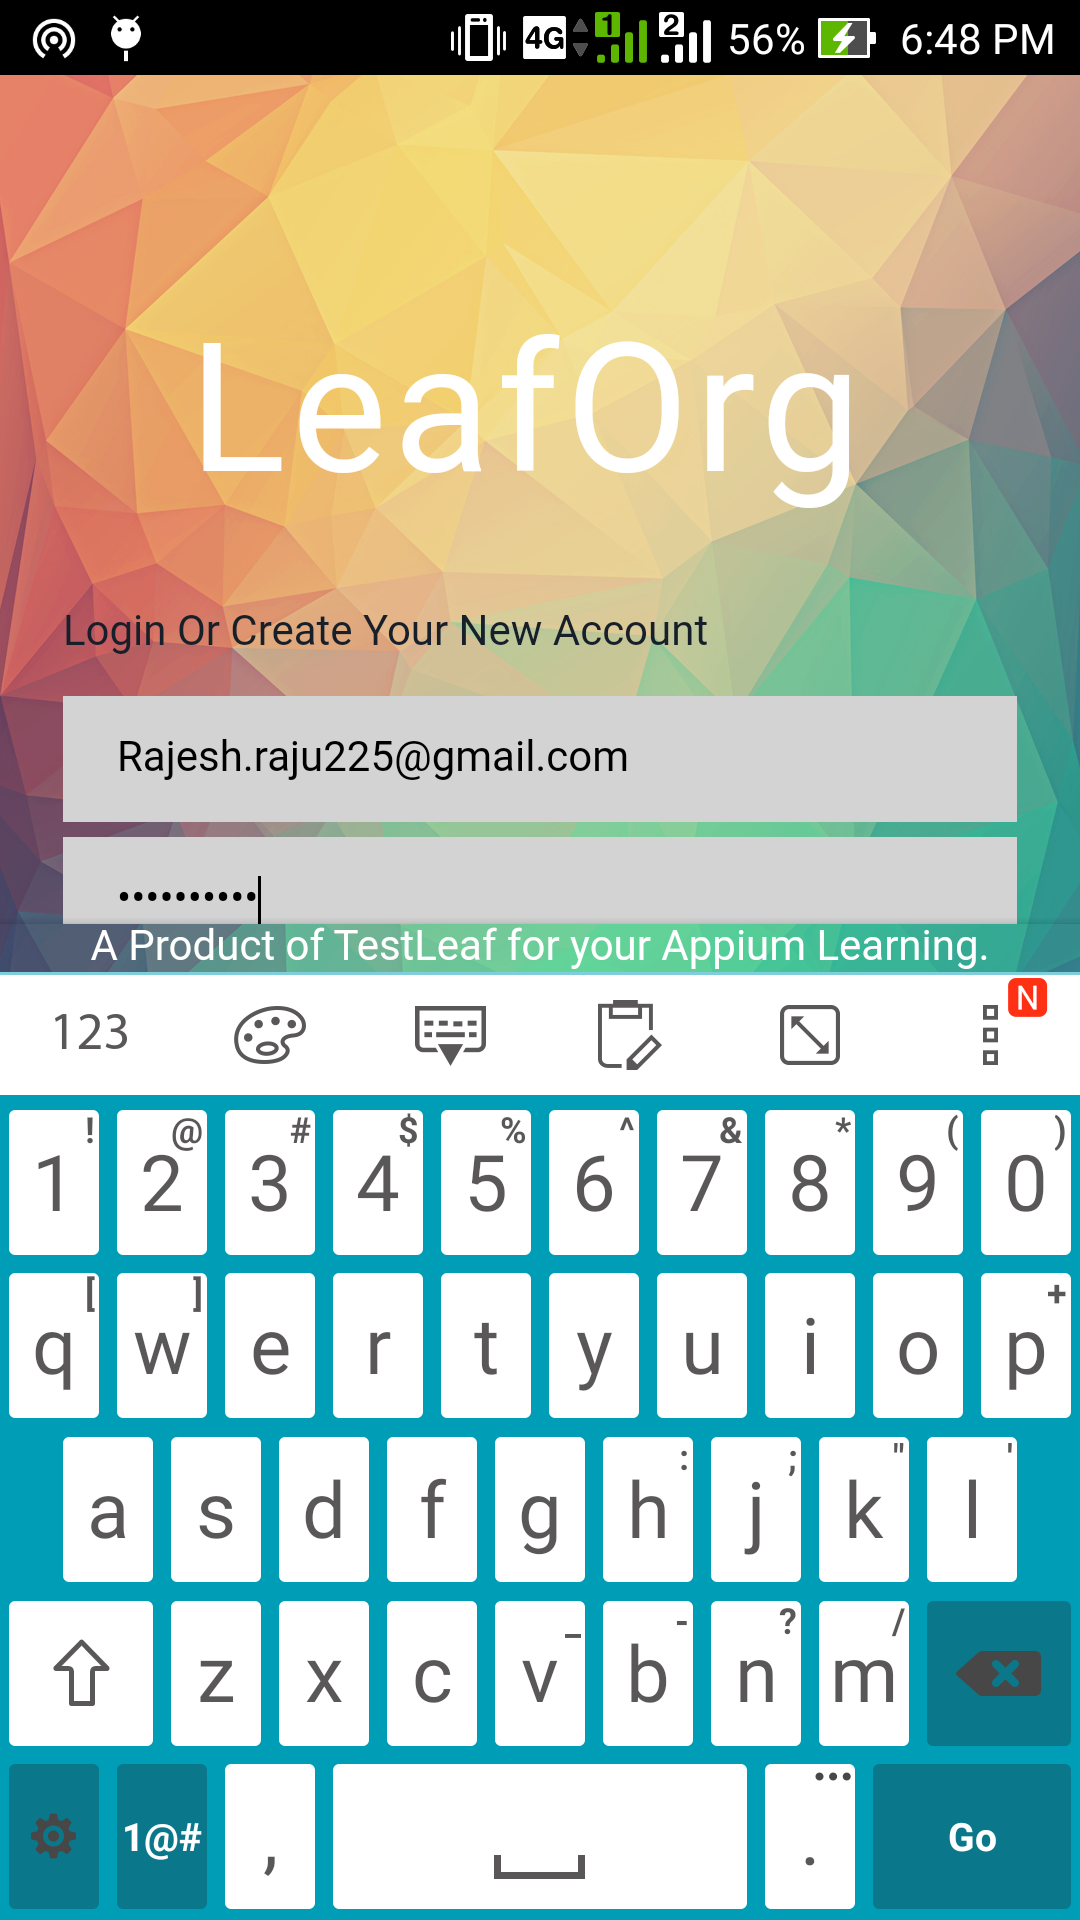 4G 1 2 56% 6:48 PM
LeafOrg
Login Or Create Your New Account
Rajesh.raju225@gmail.com
••••••••••
A Product of TestLeaf for your Appium Learning.
123 N
! @ # $ % ^ & * ( )
1 2 3 4 5 6 7 8 9 0
[ ] +
q w e r t y u i o p
: ; " '
a s d f g h j k l
_ - ? /
z x c v b n m
1@# , . ... Go